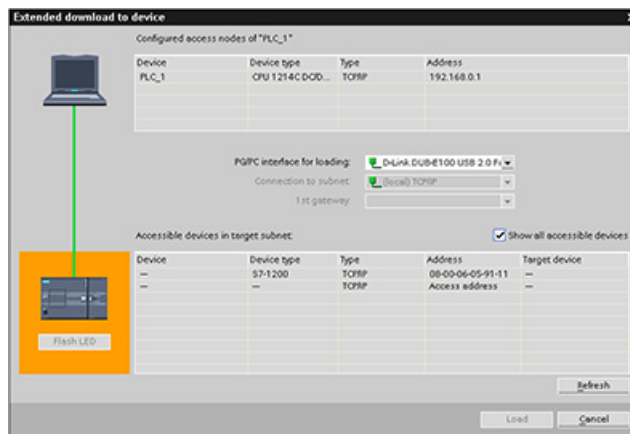 Extended download to device
Configured access nodes of "PLC_1"
Device Device type Type Address
PLC_1 CPU 1214C DC/D... TCP/IP 192.168.0.1
PG/PC interface for loading: D-Link DUB-E100 USB 2.0 Fa
Connection to subnet: (local) TCP/IP
1st gateway:
Accessible devices in target subnet: Show all accessible devices
Device Device type Type Address Target device
— S7-1200 TCP/IP 08-00-06-05-91-11 —
— — TCP/IP Access address —
Flash LED
Refresh
Load Cancel